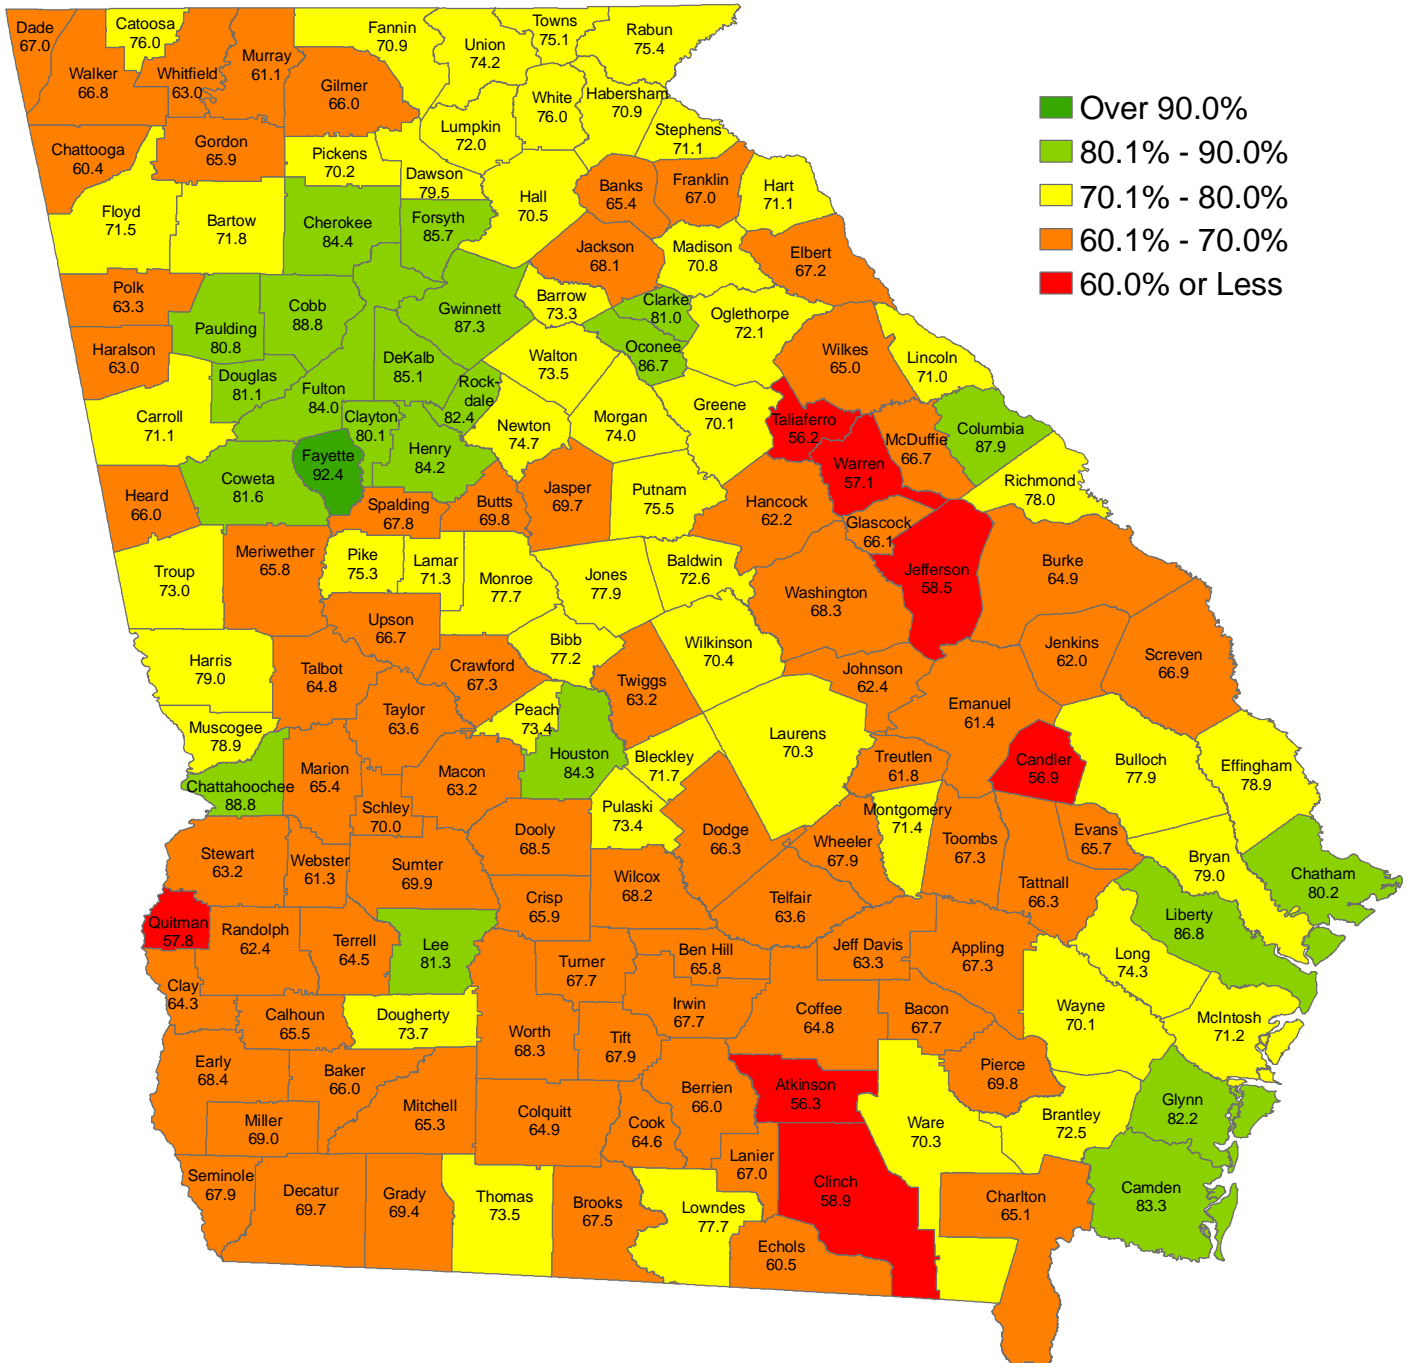 Over 90.0%
80.1% - 90.0%
70.1% - 80.0%
60.1% - 70.0%
60.0% or Less
Dade
67.0
Catoosa
76.0
Walker
66.8
Whitfield
63.0
Murray
61.1
Fannin
70.9
Gilmer
66.0
Union
74.2
Towns
75.1
Rabun
75.4
White
76.0
Habersham
70.9
Lumpkin
72.0
Stephens
71.1
Chattooga
60.4
Gordon
65.9
Pickens
70.2
Dawson
79.5
Hall
70.5
Banks
65.4
Franklin
67.0
Hart
71.1
Floyd
71.5
Bartow
71.8
Cherokee
84.4
Forsyth
85.7
Jackson
68.1
Madison
70.8
Elbert
67.2
Polk
63.3
Paulding
80.8
Cobb
88.8
Gwinnett
87.3
Barrow
73.3
Clarke
81.0
Oconee
86.7
Oglethorpe
72.1
Haralson
63.0
Douglas
81.1
Fulton
84.0
DeKalb
85.1
Rock-
dale
82.4
Walton
73.5
Wilkes
65.0
Lincoln
71.0
Carroll
71.1
Clayton
80.1
Newton
74.7
Morgan
74.0
Greene
70.1
Taliaferro
56.2
McDuffie
66.7
Columbia
87.9
Coweta
81.6
Fayette
92.4
Henry
84.2
Warren
57.1
Richmond
78.0
Heard
66.0
Spalding
67.8
Butts
69.8
Jasper
69.7
Putnam
75.5
Hancock
62.2
Glascock
66.1
Troup
73.0
Meriwether
65.8
Pike
75.3
Lamar
71.3
Monroe
77.7
Jones
77.9
Baldwin
72.6
Washington
68.3
Jefferson
58.5
Burke
64.9
Upson
66.7
Bibb
77.2
Wilkinson
70.4
Jenkins
62.0
Screven
66.9
Harris
79.0
Talbot
64.8
Crawford
67.3
Twiggs
63.2
Johnson
62.4
Emanuel
61.4
Muscogee
78.9
Taylor
63.6
Peach
73.4
Houston
84.3
Bleckley
71.7
Laurens
70.3
Treutlen
61.8
Candler
56.9
Bulloch
77.9
Effingham
78.9
Chattahoochee
88.8
Marion
65.4
Macon
63.2
Schley
70.0
Pulaski
73.4
Dodge
66.3
Montgomery
71.4
Wheeler
67.9
Toombs
67.3
Evans
65.7
Stewart
63.2
Webster
61.3
Sumter
69.9
Dooly
68.5
Wilcox
68.2
Telfair
63.6
Tattnall
66.3
Bryan
79.0
Chatham
80.2
Quitman
57.8
Randolph
62.4
Terrell
64.5
Lee
81.3
Crisp
65.9
Turner
67.7
Ben Hill
65.8
Jeff Davis
63.3
Appling
67.3
Long
74.3
Liberty
86.8
Clay
64.3
Calhoun
65.5
Dougherty
73.7
Worth
68.3
Tift
67.9
Irwin
67.7
Coffee
64.8
Bacon
67.7
Wayne
70.1
McIntosh
71.2
Early
68.4
Baker
66.0
Miller
69.0
Mitchell
65.3
Colquitt
64.9
Cook
64.6
Berrien
66.0
Atkinson
56.3
Pierce
69.8
Ware
70.3
Brantley
72.5
Glynn
82.2
Seminole
67.9
Decatur
69.7
Grady
69.4
Thomas
73.5
Brooks
67.5
Lowndes
77.7
Lanier
67.0
Clinch
58.9
Echols
60.5
Charlton
65.1
Camden
83.3